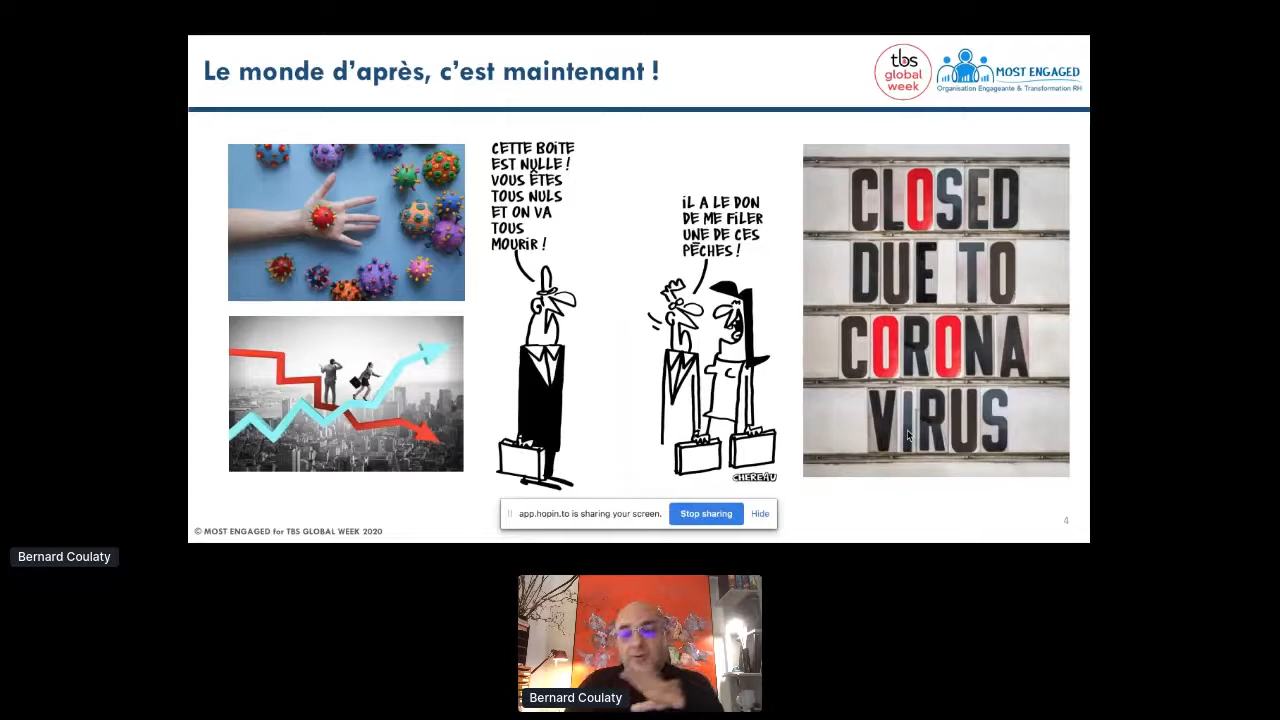 Le monde d'après, c'est maintenant !
tbs
global
week
MOST ENGAGED
Organisation Engageante & Transformation RH
CETTE BOÎTE
EST NULLE !
VOUS ÊTES
TOUS NULS
ET ON VA
TOUS
MOURIR !
iL A LE DON
DE ME FiLER
UNE DE CES
PÊCHES !
CHEREAU
CLOSED
DUE TO
CORONA
VIRUS
app.hopin.to is sharing your screen.
Stop sharing
Hide
© MOST ENGAGED for TBS GLOBAL WEEK 2020
4
Bernard Coulaty
Bernard Coulaty